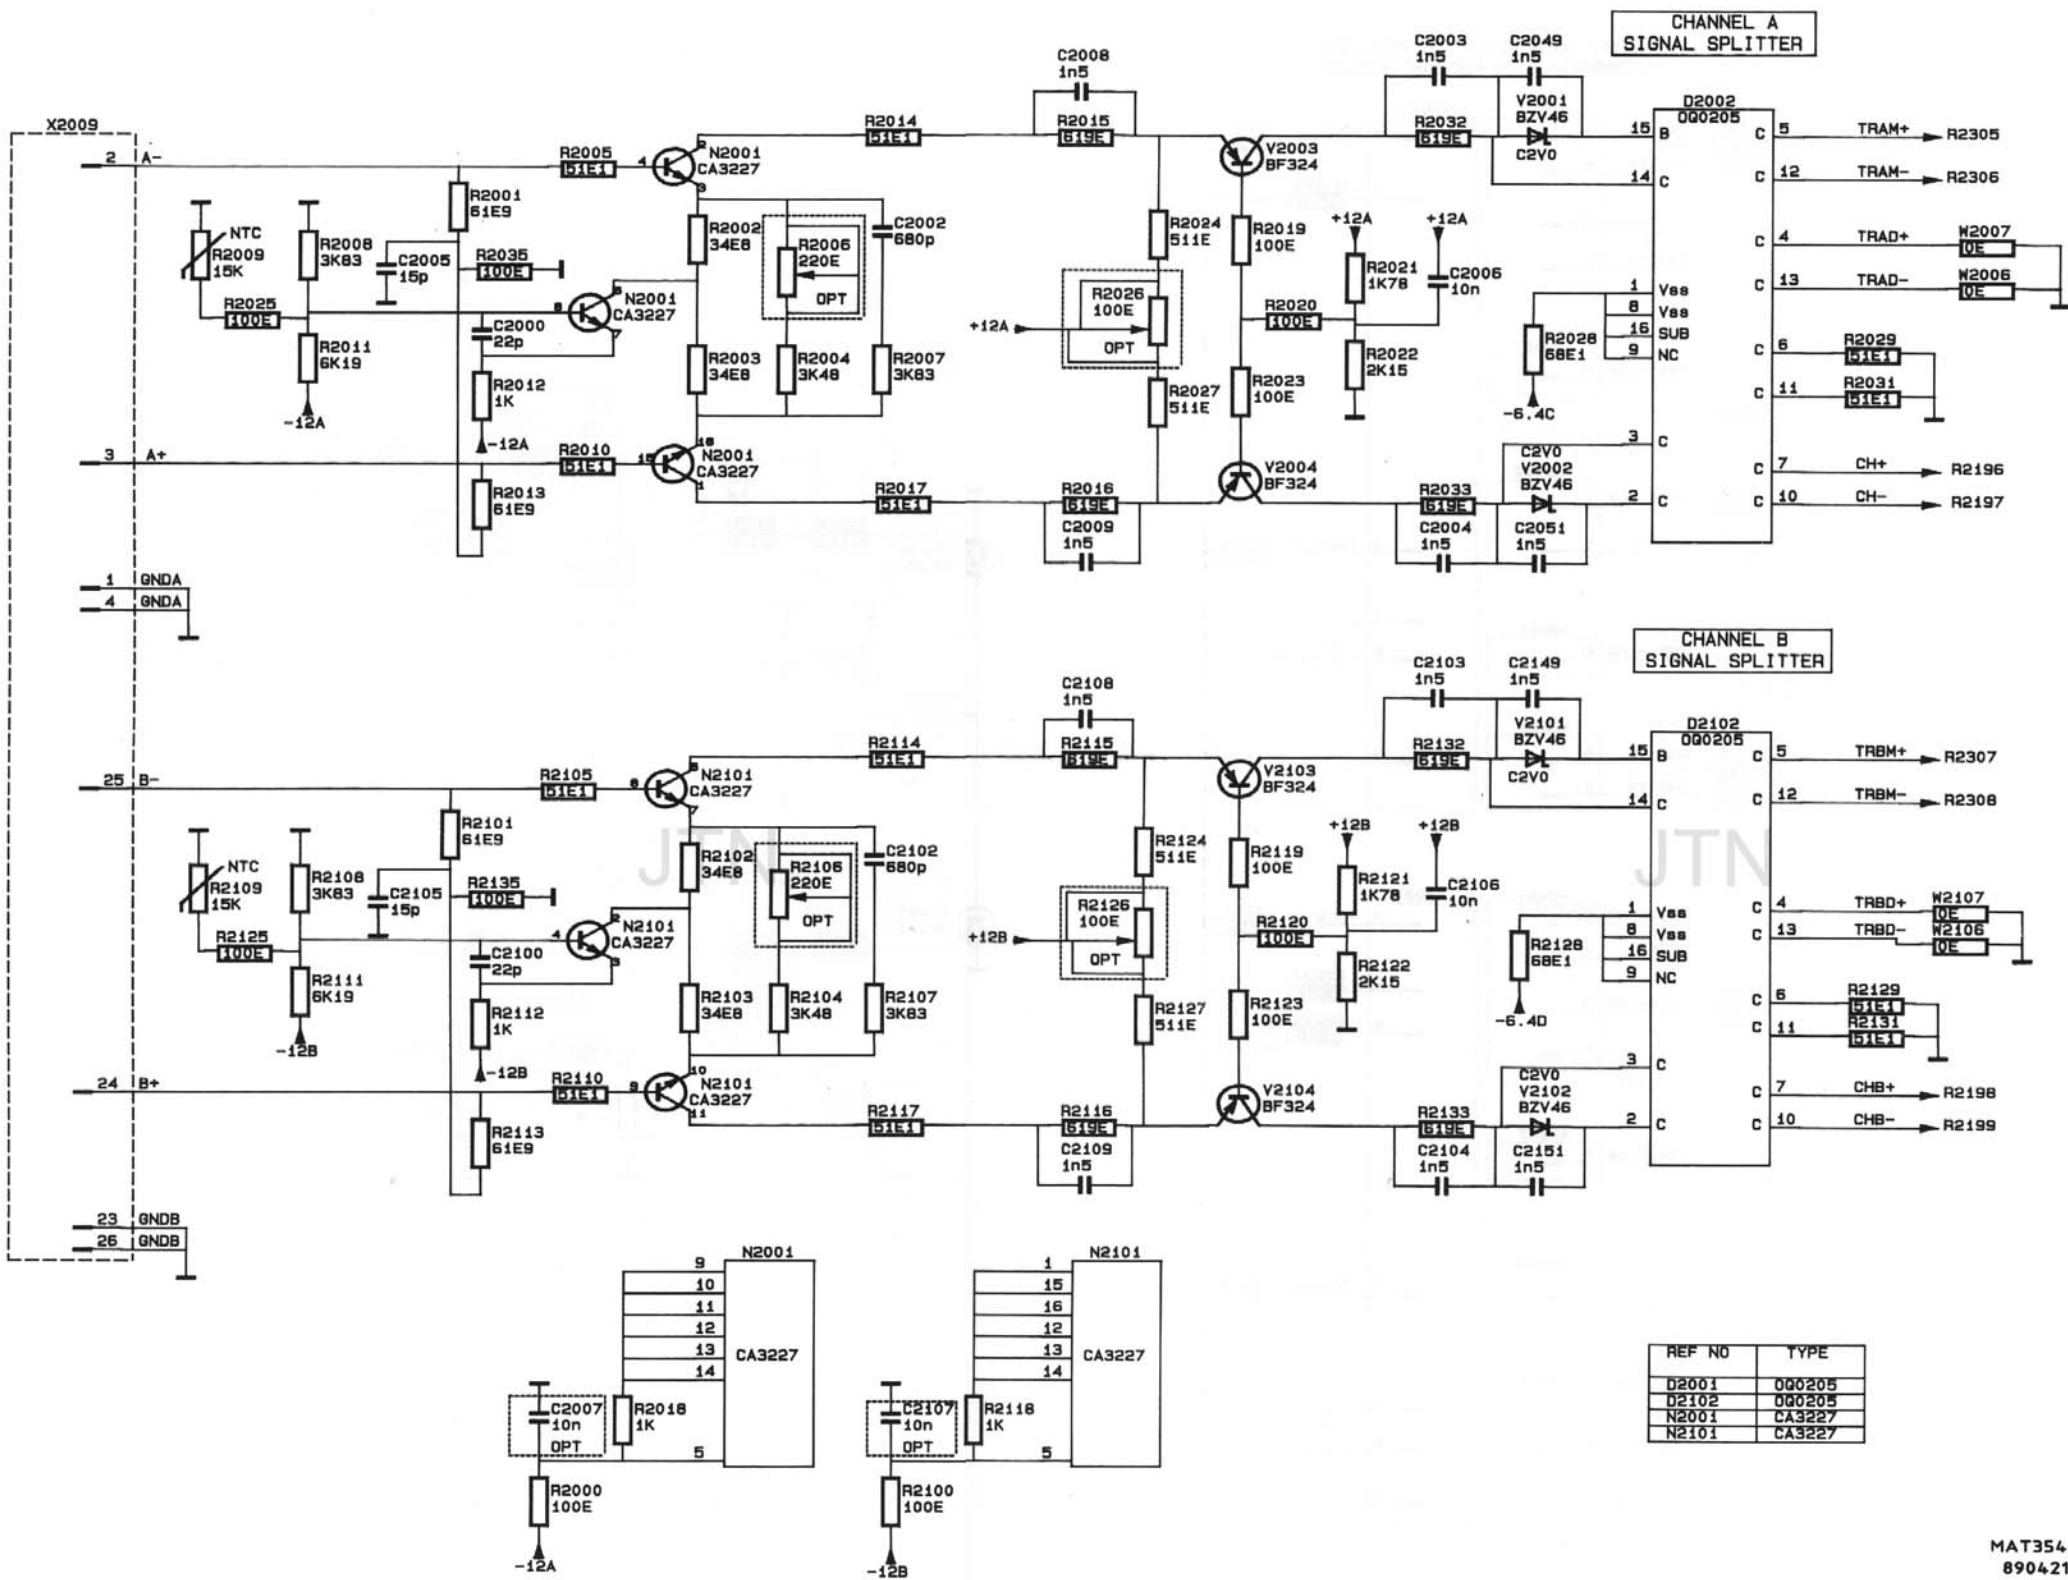 CHANNEL A
SIGNAL SPLITTER
X2009
2 A-
R2005
51E1
4
2
N2001
CA3227
3
R2014
51E1
C2008
1n5
R2015
619E
V2003
BF324
C2003
1n5
C2049
1n5
R2032
619E
V2001
BZV46
C2V0
D2002
OQ0205
15 B
14 C
C 5 TRAM+ R2305
C 12 TRAM- R2306
C 4 TRAD+ W2007
0E
C 13 TRAD- W2006
0E
1 Vss
8 Vss
16 SUB
9 NC
R2028
68E1
-6.4C
C 6 R2029
51E1
C 11 R2031
51E1
3 C
2 C
C 7 CH+ R2196
C 10 CH- R2197
R2001
61E9
NTC
R2009
15K
R2008
3K83
C2005
15p
R2035
100E
R2025
100E
R2011
6K19
-12A
C2000
22p
R2012
1K
-12A
6
N2001
CA3227
7
R2002
34E8
R2006
220E
OPT
C2002
680p
R2003
34E8
R2004
3K48
R2007
3K83
R2024
511E
R2026
100E
OPT
+12A
R2027
511E
R2019
100E
R2020
100E
R2023
100E
+12A
+12A
R2021
1K78
C2006
10n
R2022
2K15
3 A+
R2010
51E1
15
16
N2001
CA3227
1
R2013
61E9
R2017
51E1
R2016
619E
C2009
1n5
V2004
BF324
R2033
619E
C2004
1n5
C2V0
V2002
BZV46
C2051
1n5
1 GNDA
4 GNDA
CHANNEL B
SIGNAL SPLITTER
25 B-
R2105
51E1
6
N2101
CA3227
7
R2114
51E1
C2108
1n5
R2115
619E
V2103
BF324
C2103
1n5
C2149
1n5
R2132
619E
V2101
BZV46
C2V0
D2102
OQ0205
15 B
14 C
C 5 TRBM+ R2307
C 12 TRBM- R2308
C 4 TRBD+ W2107
0E
C 13 TRBD- W2106
0E
1 Vss
8 Vss
16 SUB
9 NC
R2128
68E1
-6.4D
C 6 R2129
51E1
C 11 R2131
51E1
3 C
2 C
C 7 CHB+ R2198
C 10 CHB- R2199
R2101
61E9
NTC
R2109
15K
R2108
3K83
C2105
15p
R2135
100E
R2125
100E
R2111
6K19
-12B
C2100
22p
R2112
1K
-12B
4
2
N2101
CA3227
3
R2102
34E8
R2106
220E
OPT
C2102
680p
R2103
34E8
R2104
3K48
R2107
3K83
R2124
511E
R2126
100E
OPT
+12B
R2127
511E
R2119
100E
R2120
100E
R2123
100E
+12B
+12B
R2121
1K78
C2106
10n
R2122
2K15
JTN
JTN
24 B+
R2110
51E1
9
10
N2101
CA3227
11
R2113
61E9
R2117
51E1
R2116
619E
C2109
1n5
V2104
BF324
R2133
619E
C2104
1n5
C2V0
V2102
BZV46
C2151
1n5
23 GNDB
26 GNDB
N2001
9
10
11
12
13
14
5
CA3227
C2007
10n
OPT
R2018
1K
R2000
100E
-12A
N2101
1
15
16
12
13
14
5
CA3227
C2107
10n
OPT
R2118
1K
R2100
100E
-12B
REF NO TYPE
D2001 OQ0205
D2102 OQ0205
N2001 CA3227
N2101 CA3227
MAT354
890421